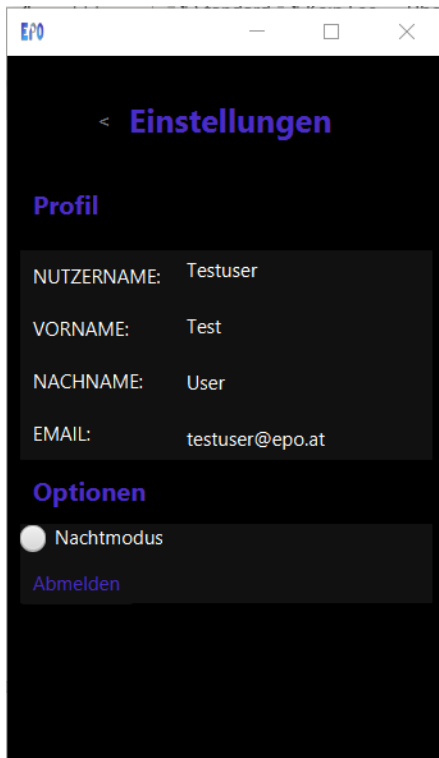 EPO
< Einstellungen
Profil
NUTZERNAME: Testuser
VORNAME: Test
NACHNAME: User
EMAIL: testuser@epo.at
Optionen
Nachtmodus
Abmelden